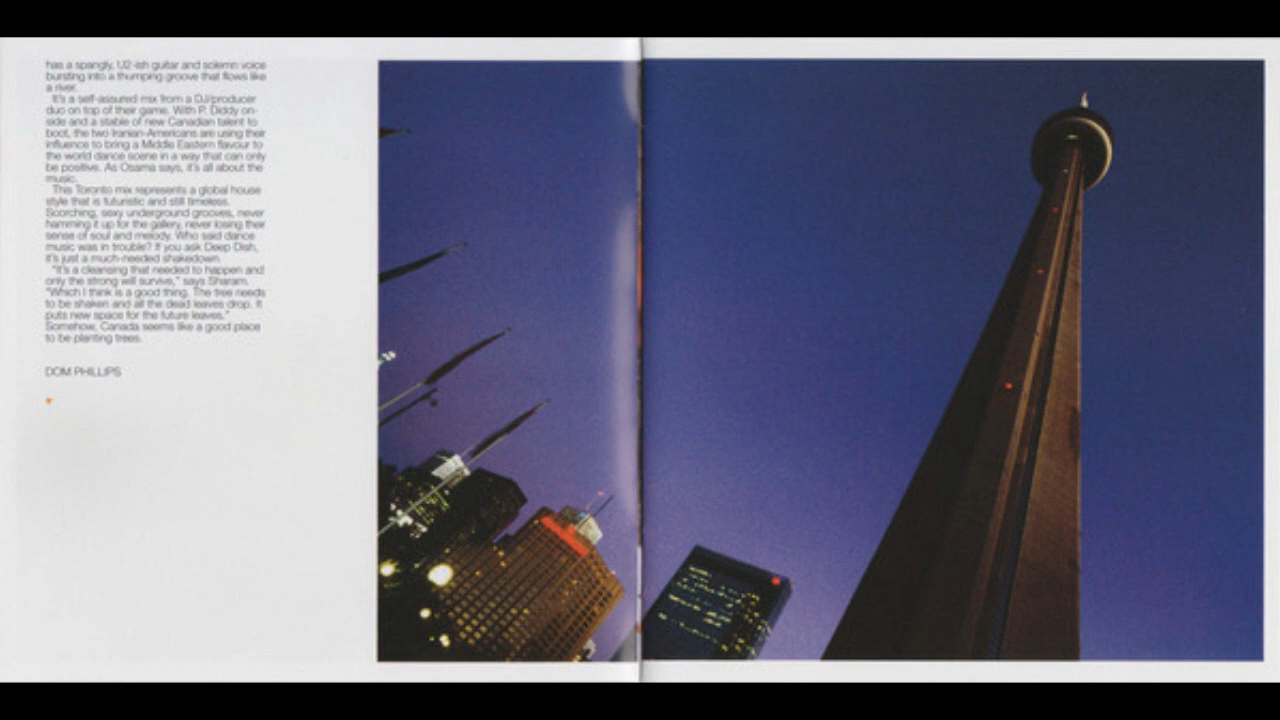 has a spangly, U2-ish guitar and solemn voice
bursting into a thumping groove that flows like
a river.
It's a self-assured mix from a DJ/producer
duo on top of their game. With P. Diddy on-
side and a stable of new Canadian talent to
boot, the two Iranian-Americans are using their
influence to bring a Middle Eastern flavour to
the world dance scene in a way that can only
be positive. As Osama says, it's all about the
music.
This Toronto mix represents a global house
style that is futuristic and still timeless.
Scorching, sexy underground grooves, never
hamming it up for the gallery, never losing their
sense of soul and melody. Who said dance
music was in trouble? If you ask Deep Dish,
it's just a much-needed shakedown.
"It's a cleansing that needed to happen and
only the strong will survive," says Sharam.
"Which I think is a good thing. The tree needs
to be shaken and all the dead leaves drop. It
puts new space for the future leaves."
Somehow, Canada seems like a good place
to be planting trees.
DOM PHILLIPS